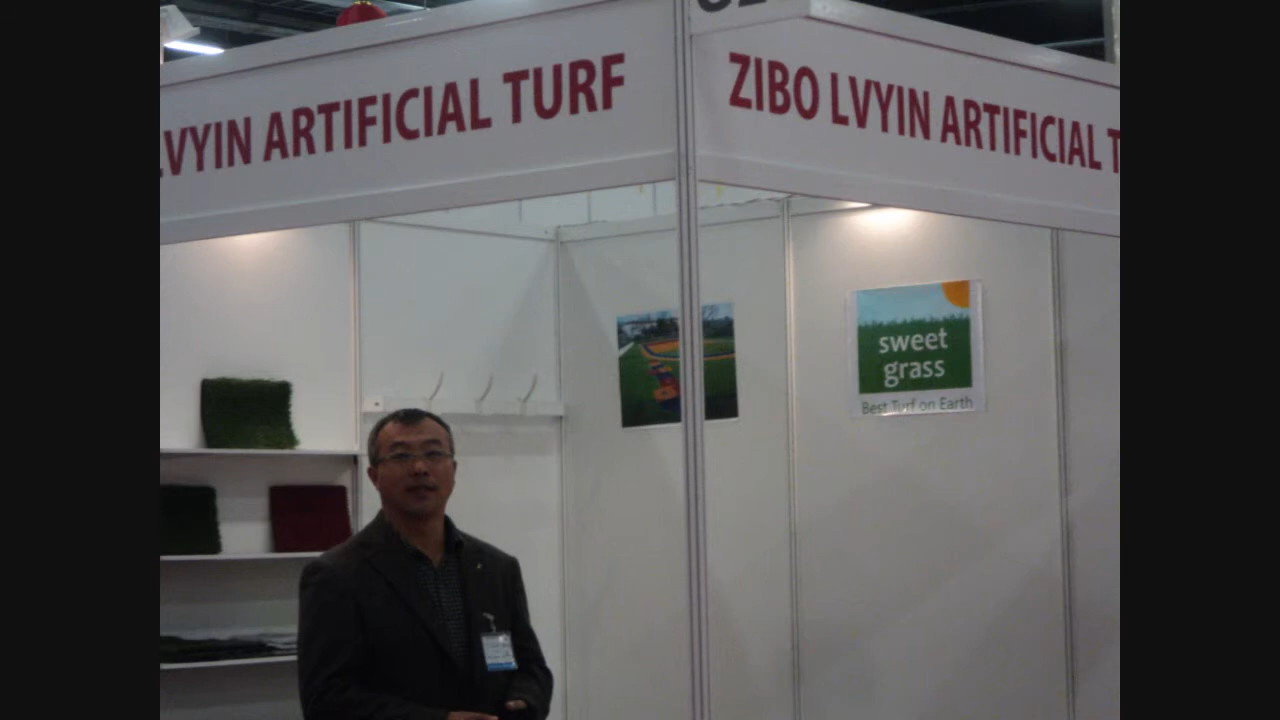 LVYIN ARTIFICIAL TURF
ZIBO LVYIN ARTIFICIAL
sweet
grass
Best Turf on Earth